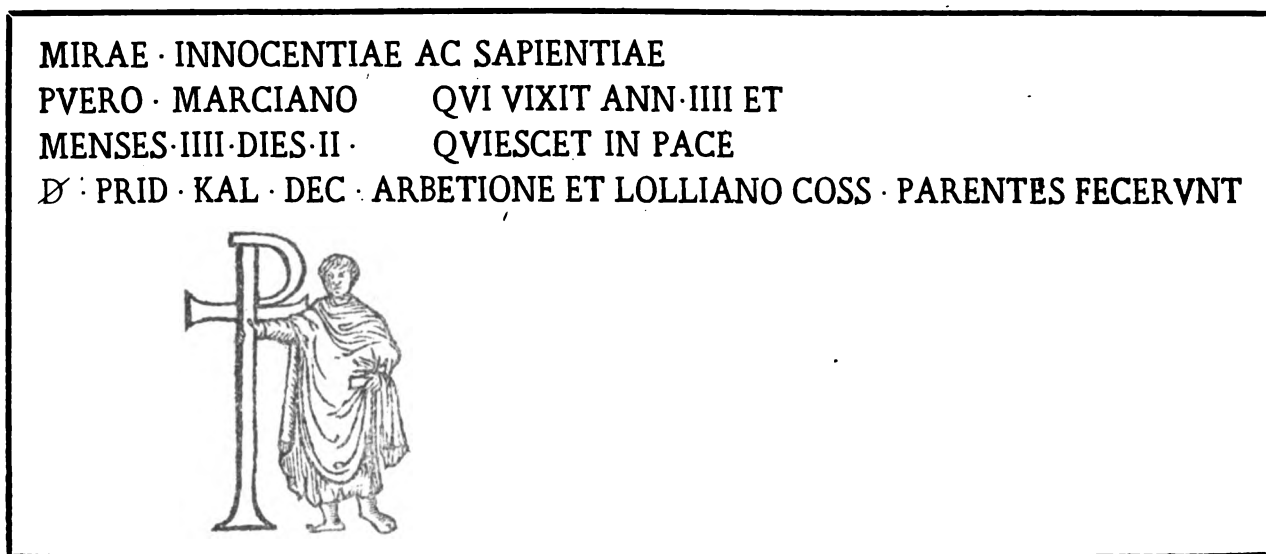 MIRAE · INNOCENTIAE AC SAPIENTIAE
PVERO · MARCIANO QVI VIXIT ANN·IIII ET
MENSES·IIII·DIES·II · QVIESCET IN PACE
D · PRID · KAL · DEC · ARBETIONE ET LOLLIANO COSS · PARENTES FECERVNT